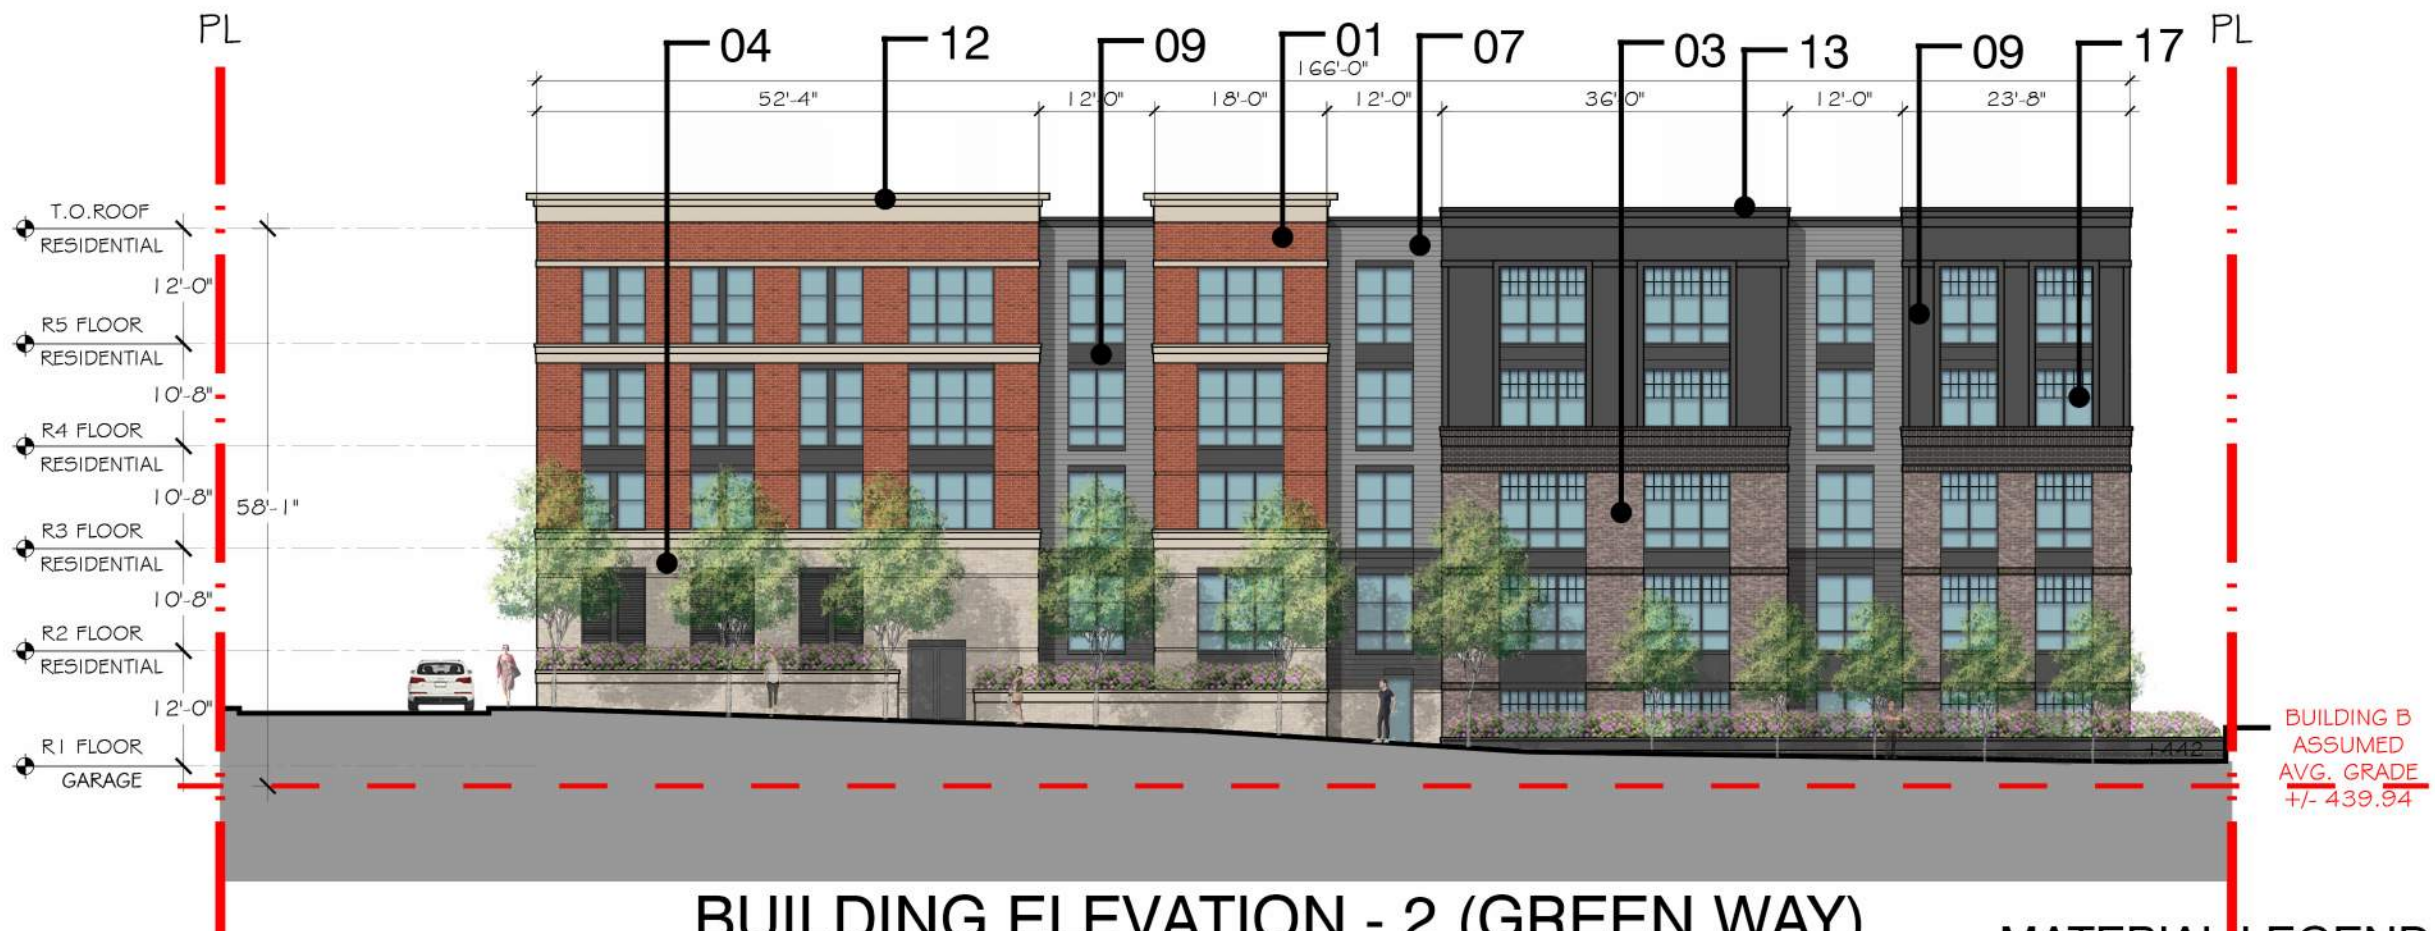 PL
04
12
09
01
07
03
13
09
17
PL
166'-0"
52'-4"
12'-0"
18'-0"
12'-0"
36'-0"
12'-0"
23'-8"
T.O.ROOF
RESIDENTIAL
12'-0"
R5 FLOOR
RESIDENTIAL
10'-8"
R4 FLOOR
RESIDENTIAL
10'-8"
58'-1"
R3 FLOOR
RESIDENTIAL
10'-8"
R2 FLOOR
RESIDENTIAL
12'-0"
R1 FLOOR
GARAGE
+442
BUILDING B
ASSUMED
AVG. GRADE
+/- 439.94
BUILDING ELEVATION - 2 (GREEN WAY)
MATERIAL LEGEND